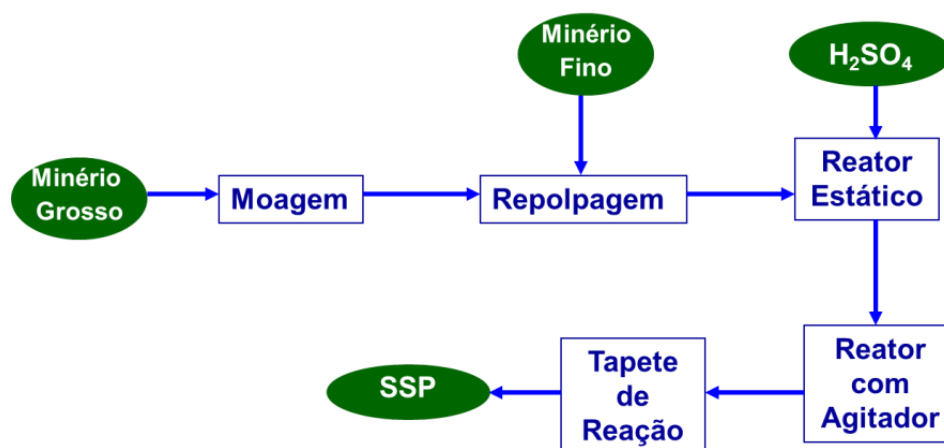 Minério
Fino
H₂SO₄
Minério
Grosso
Moagem
Repolpagem
Reator
Estático
SSP
Tapete
de
Reação
Reator
com
Agitador